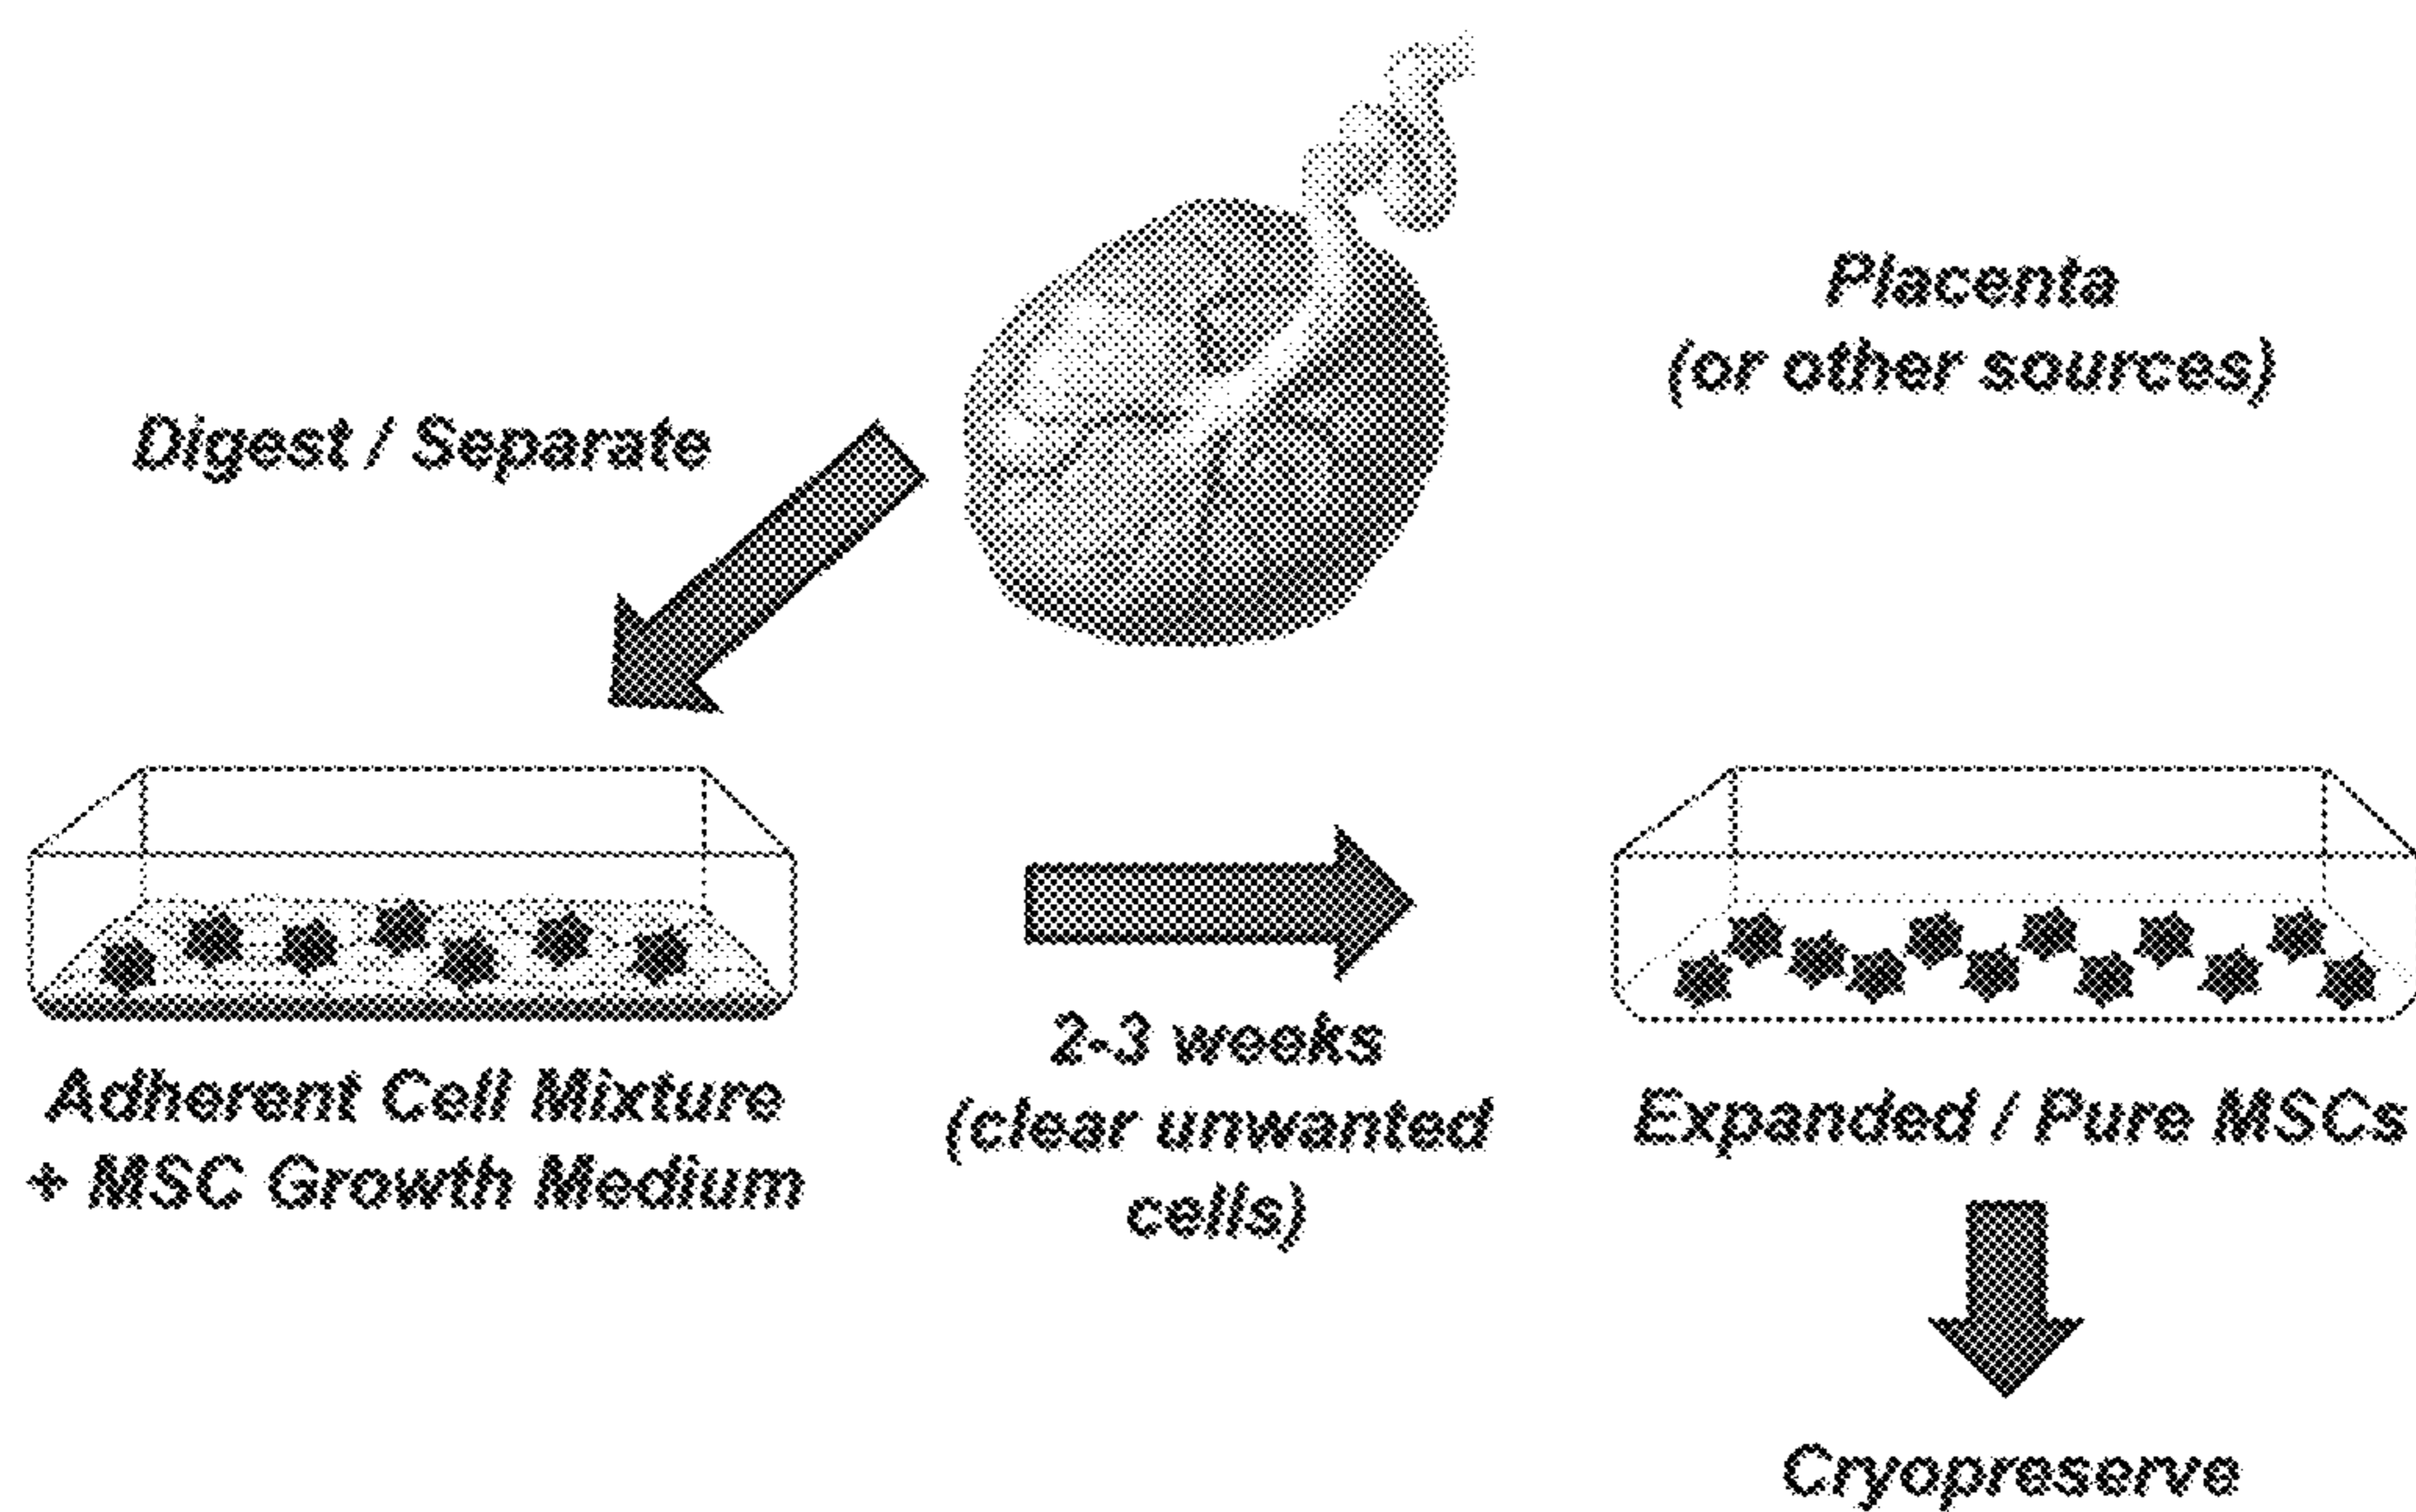 Placenta
(or other sources)
Digest / Separate
Adherent Cell Mixture
+ MSC Growth Medium
2-3 weeks
(clear unwanted
cells)
Expanded / Pure MSCs
Cryopreserve